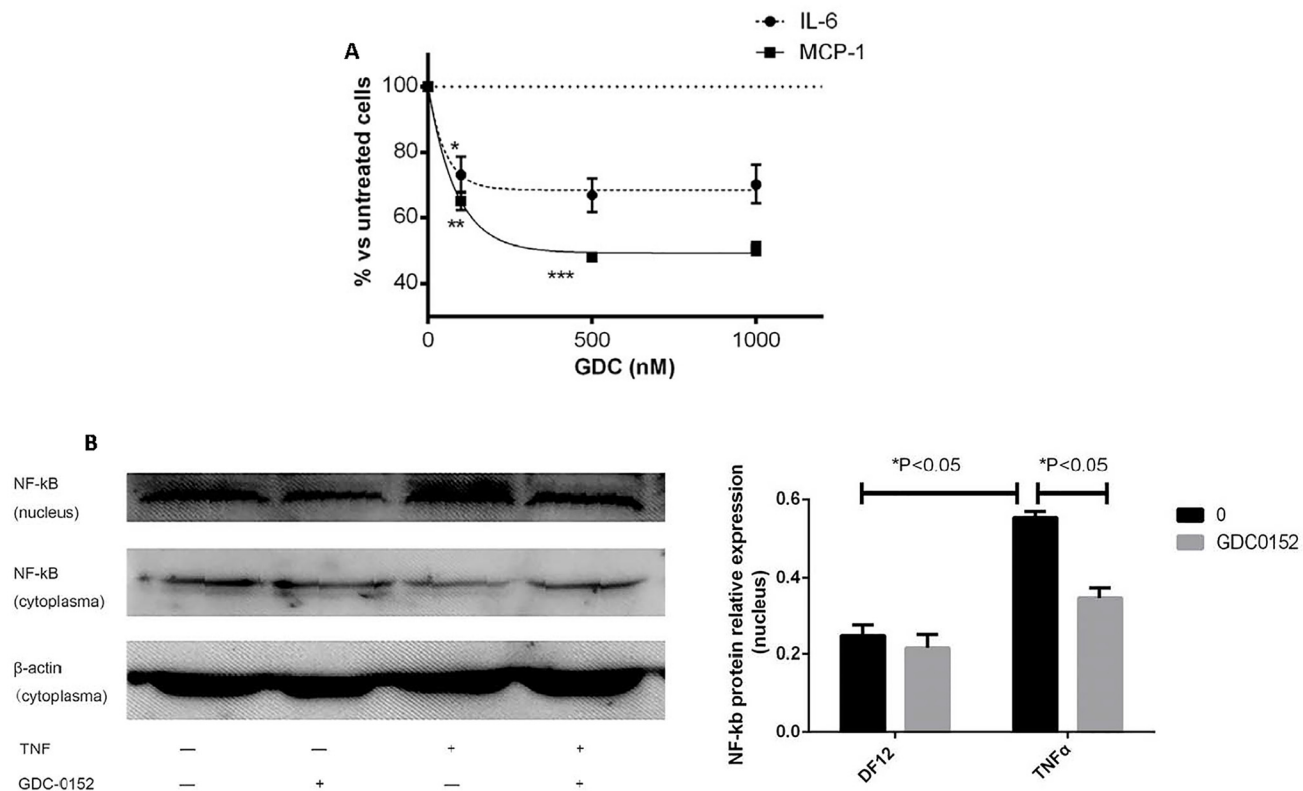 IL-6
MCP-1
A
% vs untreated cells
100
80
60
40
*
**
***
0
500
1000
GDC (nM)
B
NF-kB
(nucleus)
NF-kB
(cytoplasma)
β-actin
(cytoplasma)
TNF — — + +
GDC-0152 — + — +
*P<0.05
*P<0.05
NF-kb protein relative expression
(nucleus)
0.6
0.4
0.2
0.0
DF12
TNFα
0
GDC0152